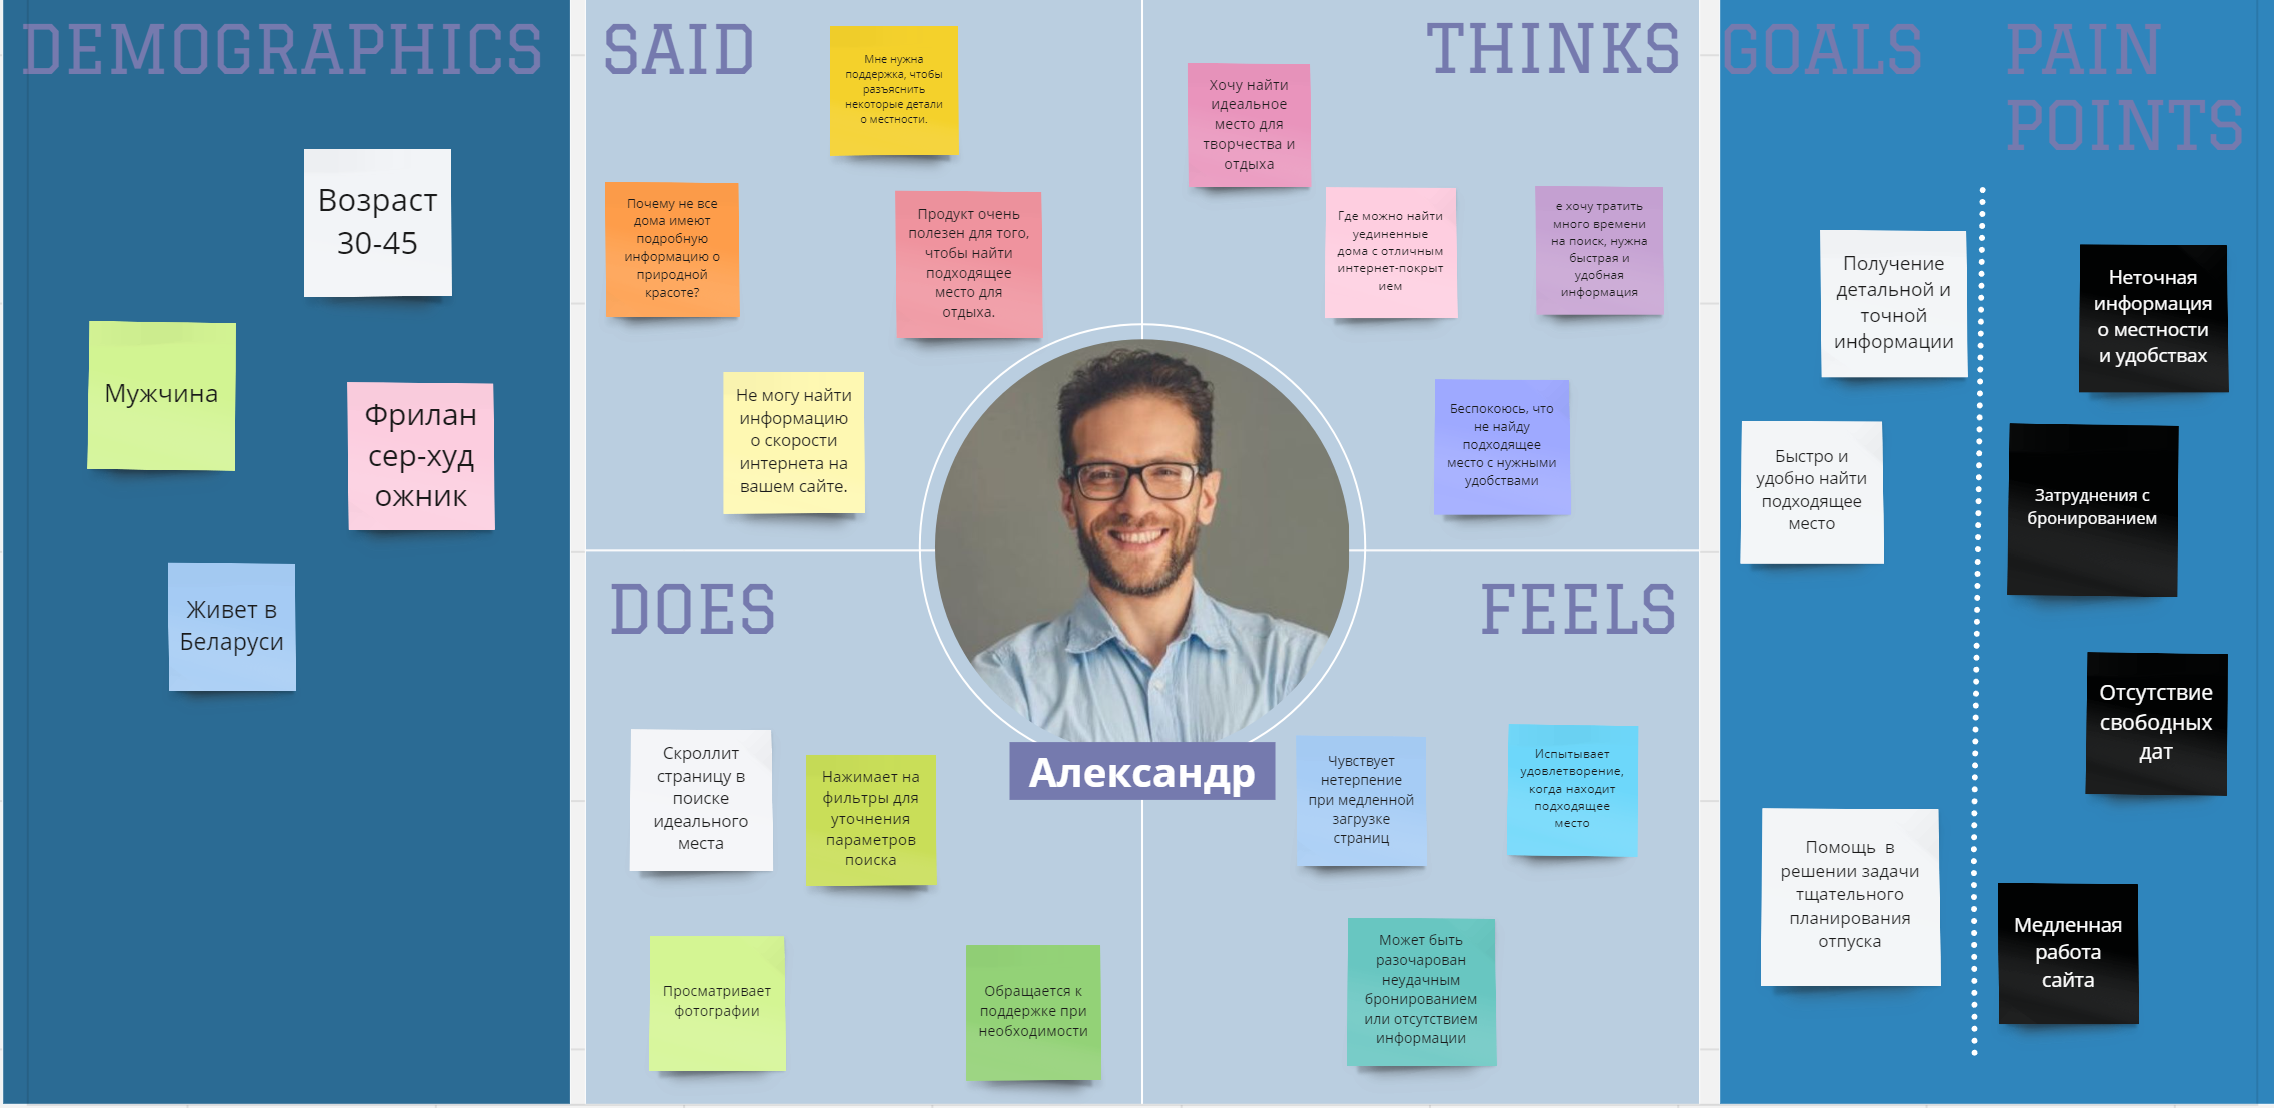 DEMOGRAPHICS
Возраст
30-45
Мужчина
Фрилан
сер-худ
ожник
Живет в
Беларуси
SAID
Мне нужна
поддержка, чтобы
разъяснить
некоторые детали
о местности.
Почему не все
дома имеют
подробную
информацию о
природной
красоте?
Продукт очень
полезен для того,
чтобы найти
подходящее
место для
отдыха.
Не могу найти
информацию
о скорости
интернета на
вашем сайте.
THINKS
Хочу найти
идеальное
место для
творчества и
отдыха
Где можно найти
уединенные
дома с отличным
интернет-покрыт
ием
е хочу тратить
много времени
на поиск, нужна
быстрая и
удобная
информация
Беспокоюсь, что
не найду
подходящее
место с нужными
удобствами
Александр
DOES
Скроллит
страницу в
поиске
идеального
места
Нажимает на
фильтры для
уточнения
параметров
поиска
Просматривает
фотографии
Обращается к
поддержке при
необходимости
FEELS
Чувствует
нетерпение
при медленной
загрузке
страниц
Испытывает
удовлетворение,
когда находит
подходящее
место
Может быть
разочарован
неудачным
бронированием
или отсутствием
информации
GOALS
Получение
детальной и
точной
информации
Быстро и
удобно найти
подходящее
место
Помощь в
решении задачи
тщательного
планирования
отпуска
PAIN
POINTS
Неточная
информация
о местности
и удобствах
Затруднения с
бронированием
Отсутствие
свободных
дат
Медленная
работа
сайта